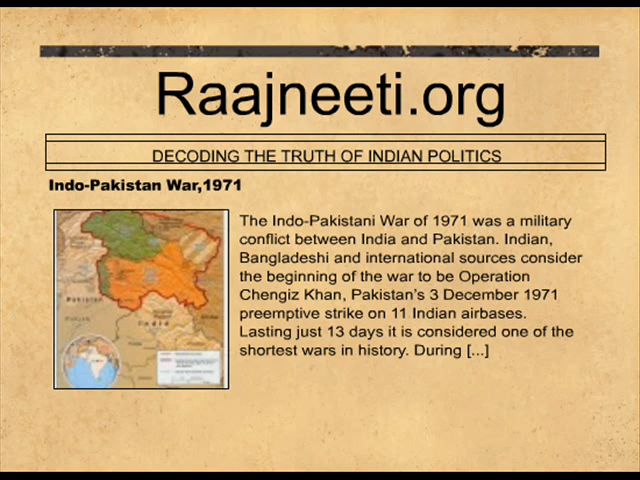 Raajneeti.org
DECODING THE TRUTH OF INDIAN POLITICS
Indo-Pakistan War,1971
The Indo-Pakistani War of 1971 was a military
conflict between India and Pakistan. Indian,
Bangladeshi and international sources consider
the beginning of the war to be Operation
Chengiz Khan, Pakistan's 3 December 1971
preemptive strike on 11 Indian airbases.
Lasting just 13 days it is considered one of the
shortest wars in history. During [...]
Pakistan
India